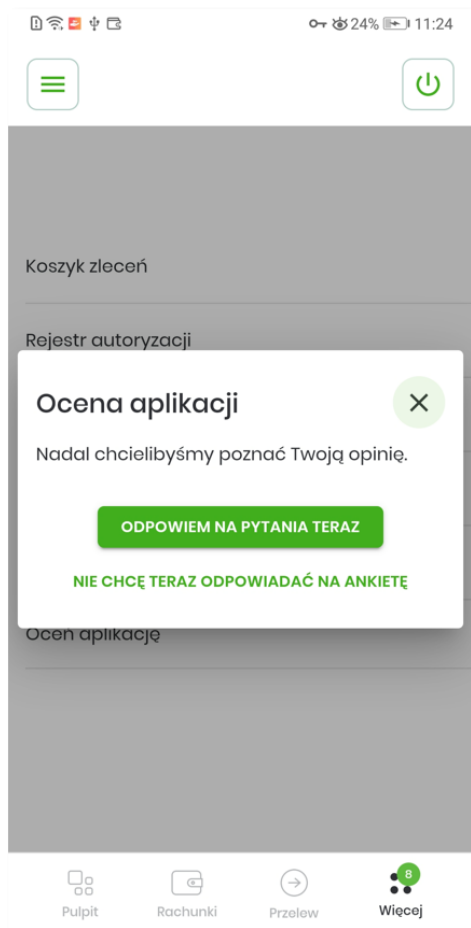 24% 11:24
Koszyk zleceń
Rejestr autoryzacji
Ocena aplikacji
Nadal chcielibyśmy poznać Twoją opinię.
ODPOWIEM NA PYTANIA TERAZ
NIE CHCĘ TERAZ ODPOWIADAĆ NA ANKIETĘ
Oceń aplikację
8
Pulpit Rachunki Przelew Więcej